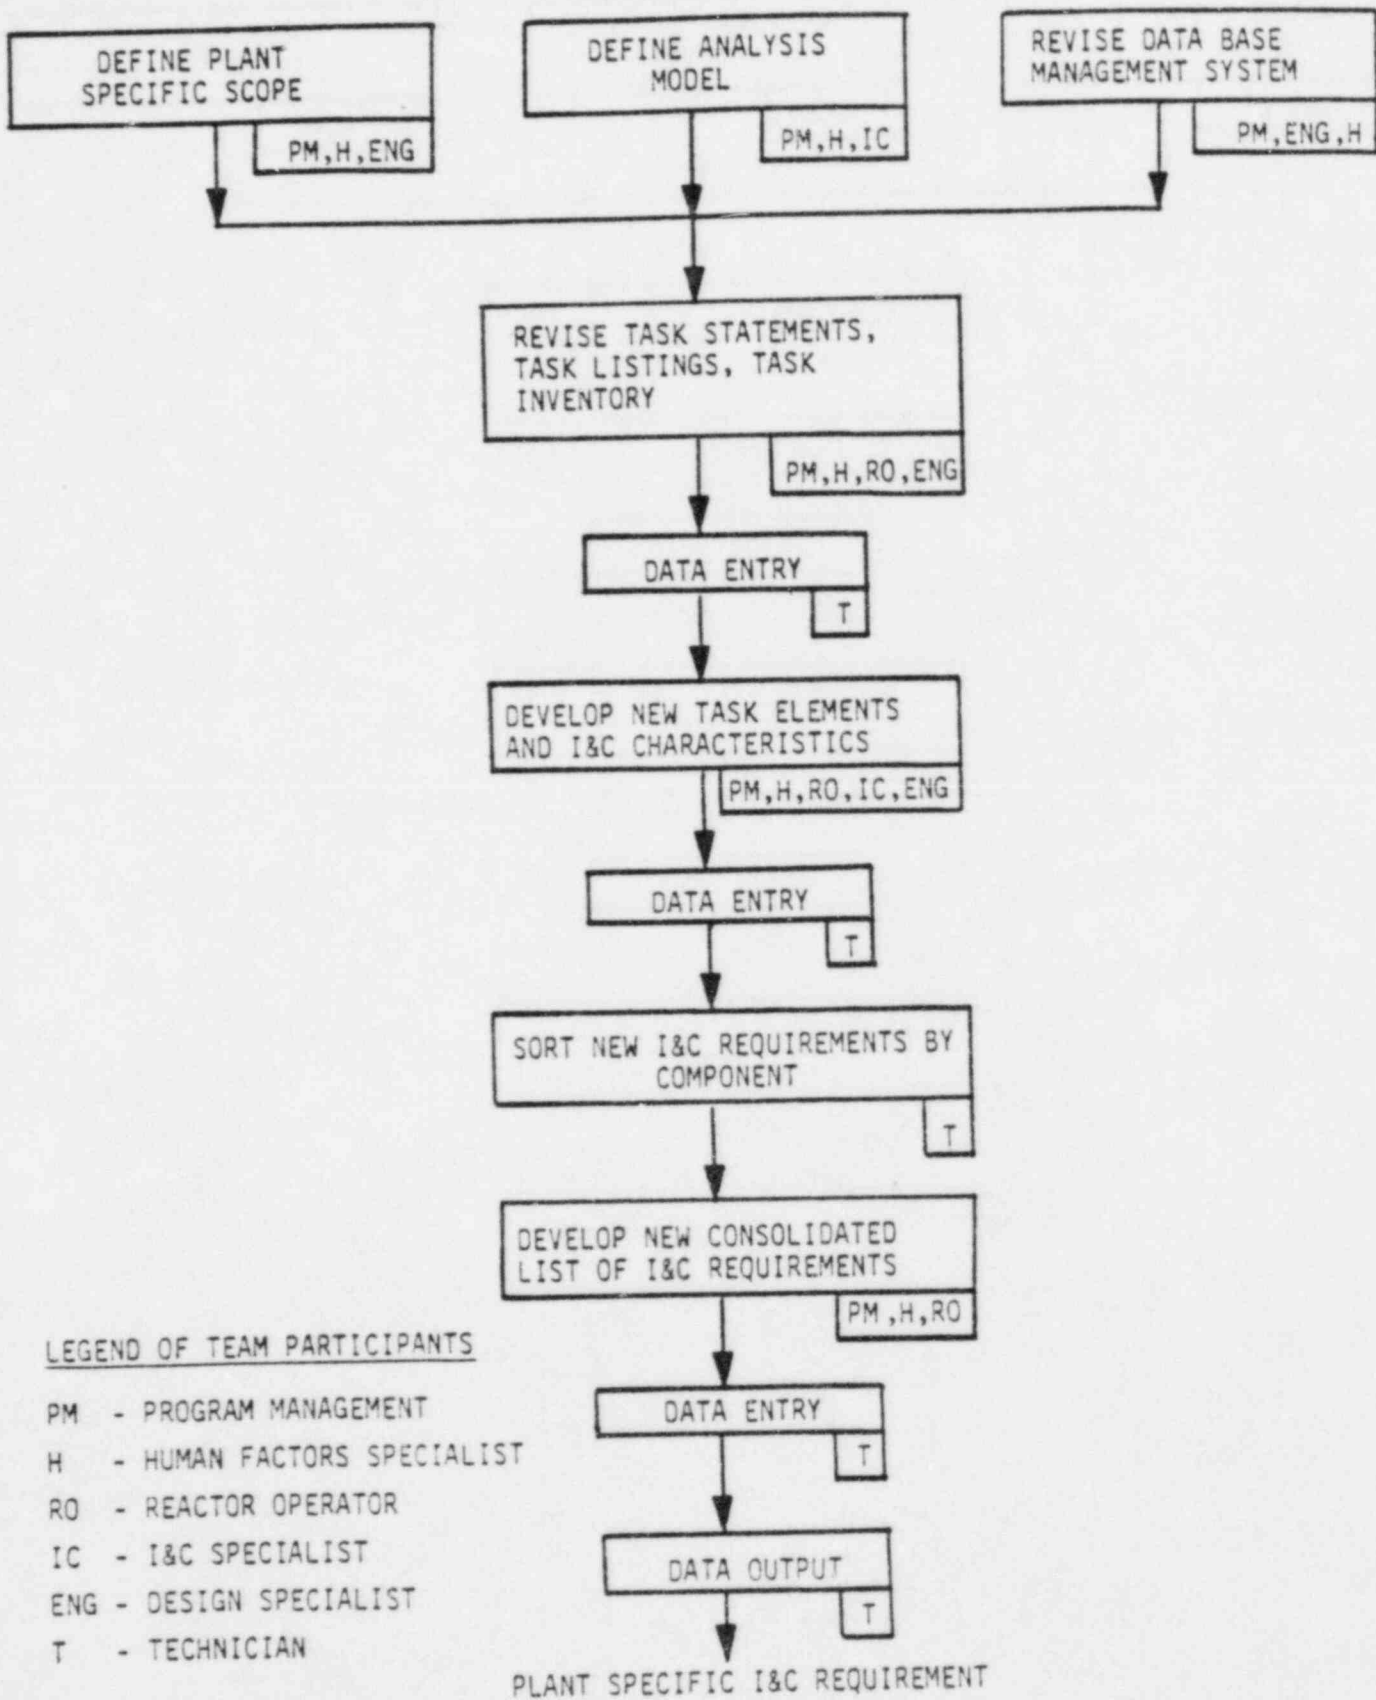 DEFINE PLANT
SPECIFIC SCOPE
PM,H,ENG
DEFINE ANALYSIS
MODEL
PM,H,IC
REVISE DATA BASE
MANAGEMENT SYSTEM
PM,ENG,H
REVISE TASK STATEMENTS,
TASK LISTINGS, TASK
INVENTORY
PM,H,RO,ENG
DATA ENTRY
T
DEVELOP NEW TASK ELEMENTS
AND I&C CHARACTERISTICS
PM,H,RO,IC,ENG
DATA ENTRY
T
SORT NEW I&C REQUIREMENTS BY
COMPONENT
T
DEVELOP NEW CONSOLIDATED
LIST OF I&C REQUIREMENTS
PM,H,RO
DATA ENTRY
T
DATA OUTPUT
T
PLANT SPECIFIC I&C REQUIREMENT
LEGEND OF TEAM PARTICIPANTS
PM - PROGRAM MANAGEMENT
H - HUMAN FACTORS SPECIALIST
RO - REACTOR OPERATOR
IC - I&C SPECIALIST
ENG - DESIGN SPECIALIST
T - TECHNICIAN